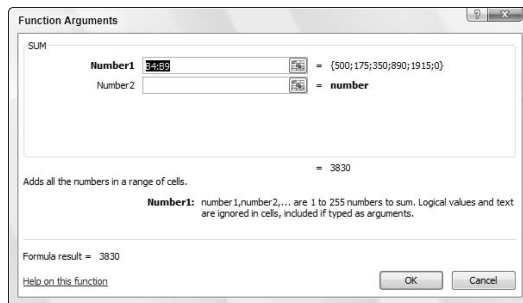 Function Arguments
SUM
Number1 B4:B9 = {500;175;350;890;1915;0}
Number2 = number
= 3830
Adds all the numbers in a range of cells.
Number1: number1,number2,... are 1 to 255 numbers to sum. Logical values and text
are ignored in cells, included if typed as arguments.
Formula result = 3830
Help on this function
OK
Cancel